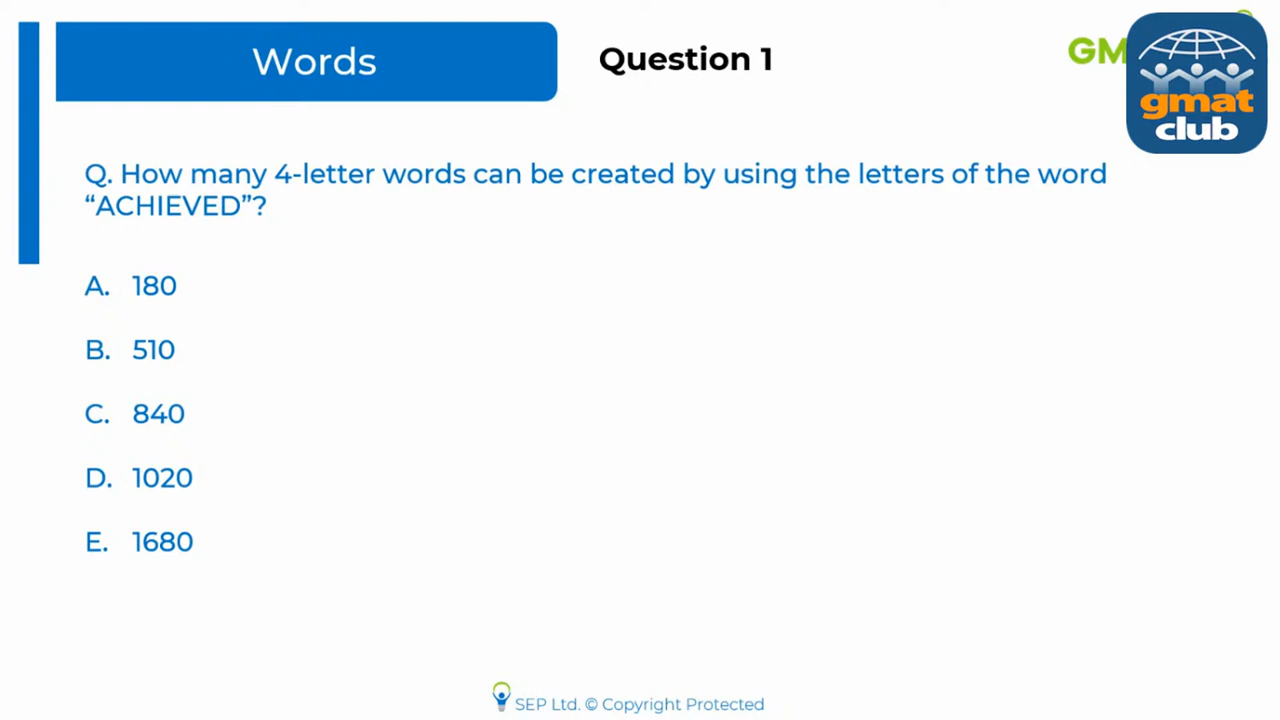 Words
Question 1
GM
gmat
club
Q. How many 4-letter words can be created by using the letters of the word
“ACHIEVED”?
A. 180
B. 510
C. 840
D. 1020
E. 1680
SEP Ltd. © Copyright Protected